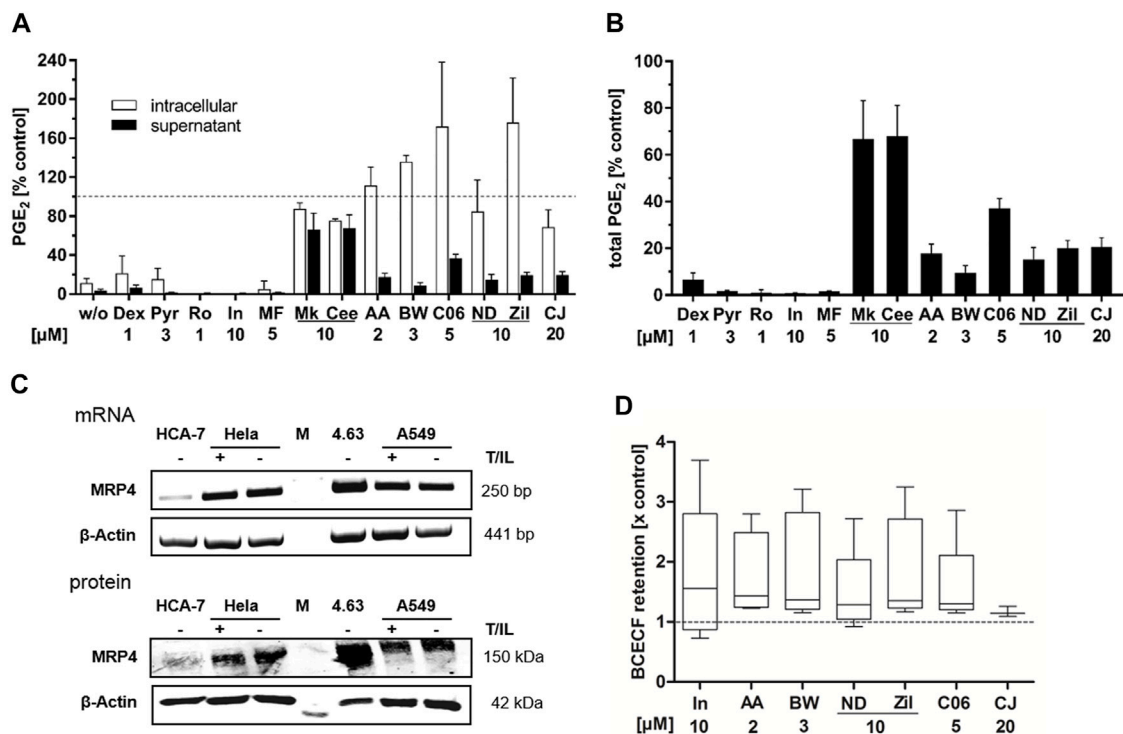 A
PGE2 [% control]
240
200
160
120
80
40
0
intracellular
supernatant
w/o Dex Pyr Ro In MF Mk Cee AA BW C06 ND Zil CJ
[µM] 1 3 1 10 5 10 2 3 5 10 20
B
total PGE2 [% control]
100
80
60
40
20
0
Dex Pyr Ro In MF Mk Cee AA BW C06 ND Zil CJ
[µM] 1 3 1 10 5 10 2 3 5 10 20
C
mRNA
HCA-7 Hela M 4.63 A549
- + - - + - T/IL
MRP4 250 bp
β-Actin 441 bp
protein
HCA-7 Hela M 4.63 A549
- + - - + - T/IL
MRP4 150 kDa
β-Actin 42 kDa
D
BCECF retention [x control]
4
3
2
1
0
In AA BW ND Zil C06 CJ
[µM] 10 2 3 10 5 20